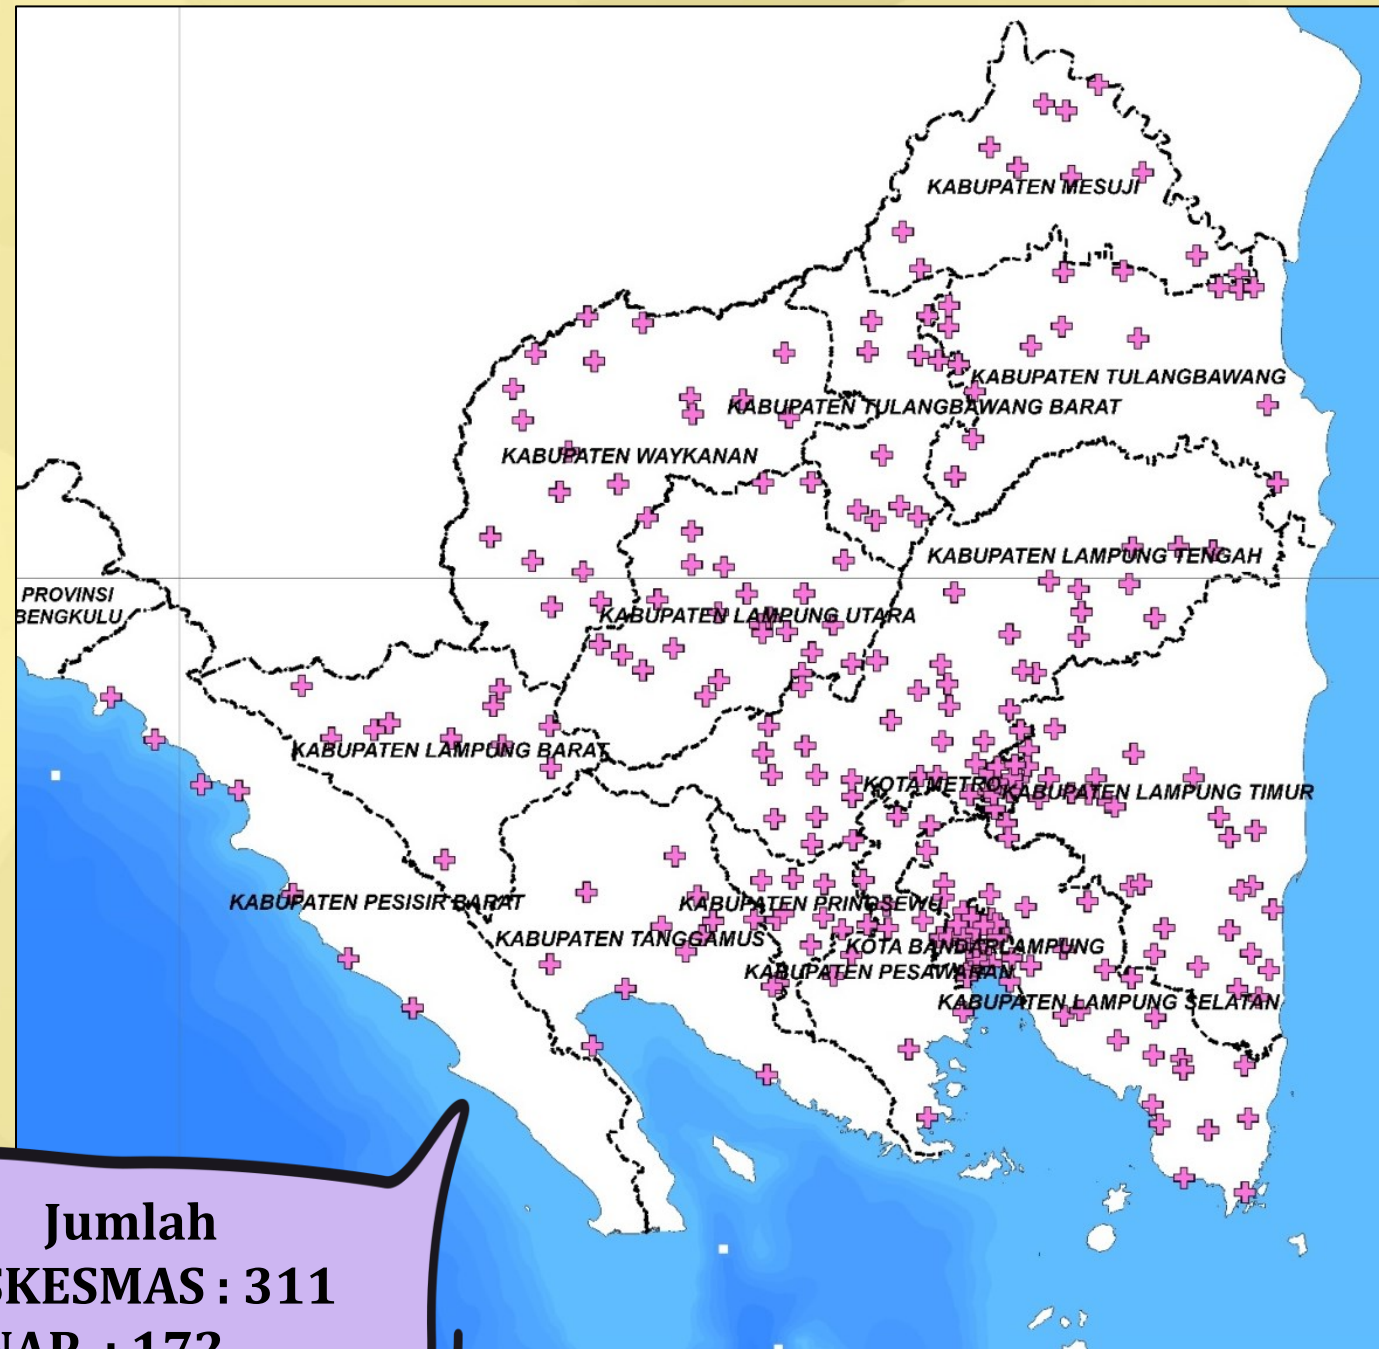 KABUPATEN MESUJI
KABUPATEN TULANGBAWANG
KABUPATEN TULANGBAWANG BARAT
KABUPATEN WAYKANAN
KABUPATEN LAMPUNG TENGAH
PROVINSI
BENGKULU
KABUPATEN LAMPUNG UTARA
KABUPATEN LAMPUNG BARAT
KOTA METRO
KABUPATEN LAMPUNG TIMUR
KABUPATEN PESISIR BARAT
KABUPATEN PRINGSEWU
KABUPATEN TANGGAMUS
KOTA BANDARLAMPUNG
KABUPATEN PESAWARAN
KABUPATEN LAMPUNG SELATAN
Jumlah
SKESMAS : 311
: 172